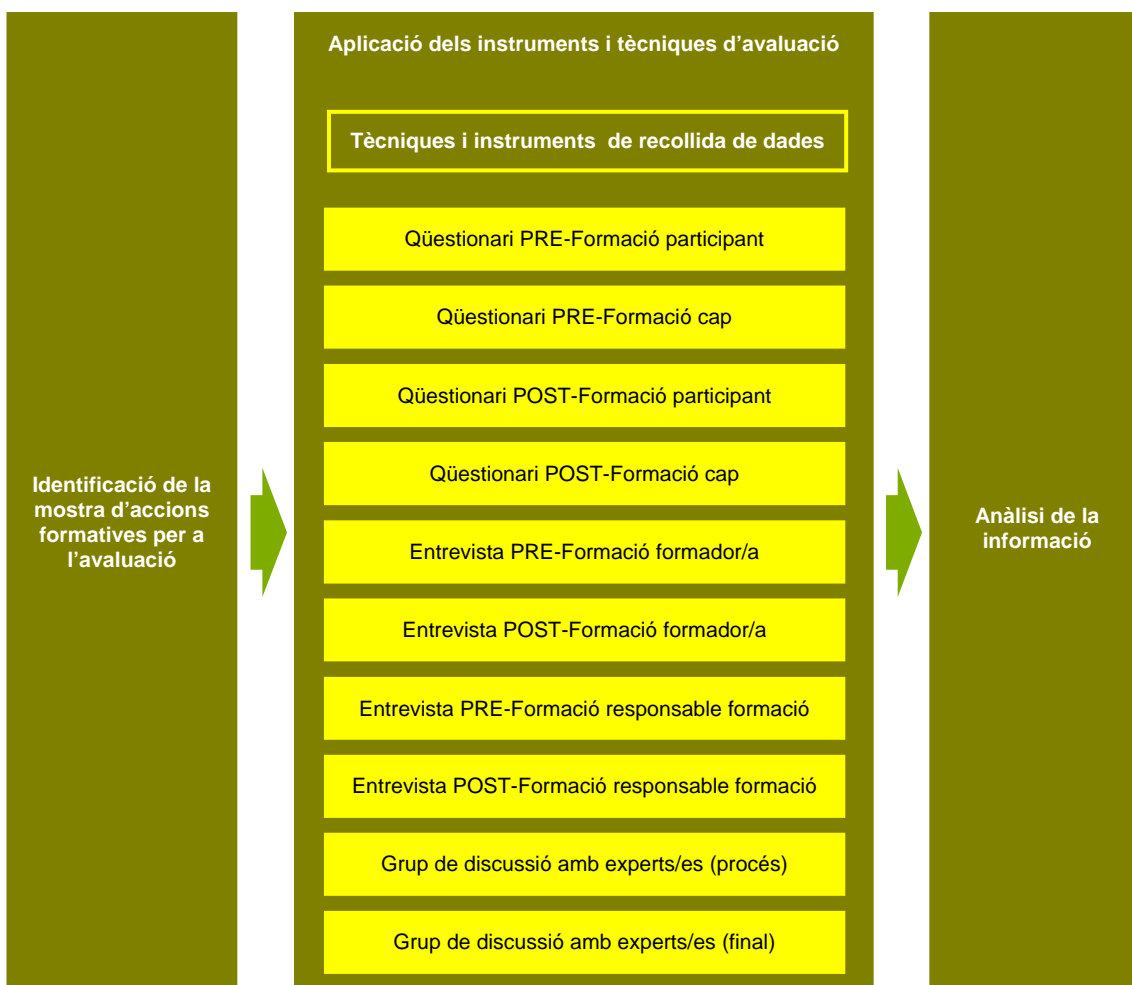 Identificació de la
mostra d’accions
formatives per a
l’avaluació
Aplicació dels instruments i tècniques d’avaluació
Tècniques i instruments de recollida de dades
Qüestionari PRE-Formació participant
Qüestionari PRE-Formació cap
Qüestionari POST-Formació participant
Qüestionari POST-Formació cap
Entrevista PRE-Formació formador/a
Entrevista POST-Formació formador/a
Entrevista PRE-Formació responsable formació
Entrevista POST-Formació responsable formació
Grup de discussió amb experts/es (procés)
Grup de discussió amb experts/es (final)
Anàlisi de la
informació